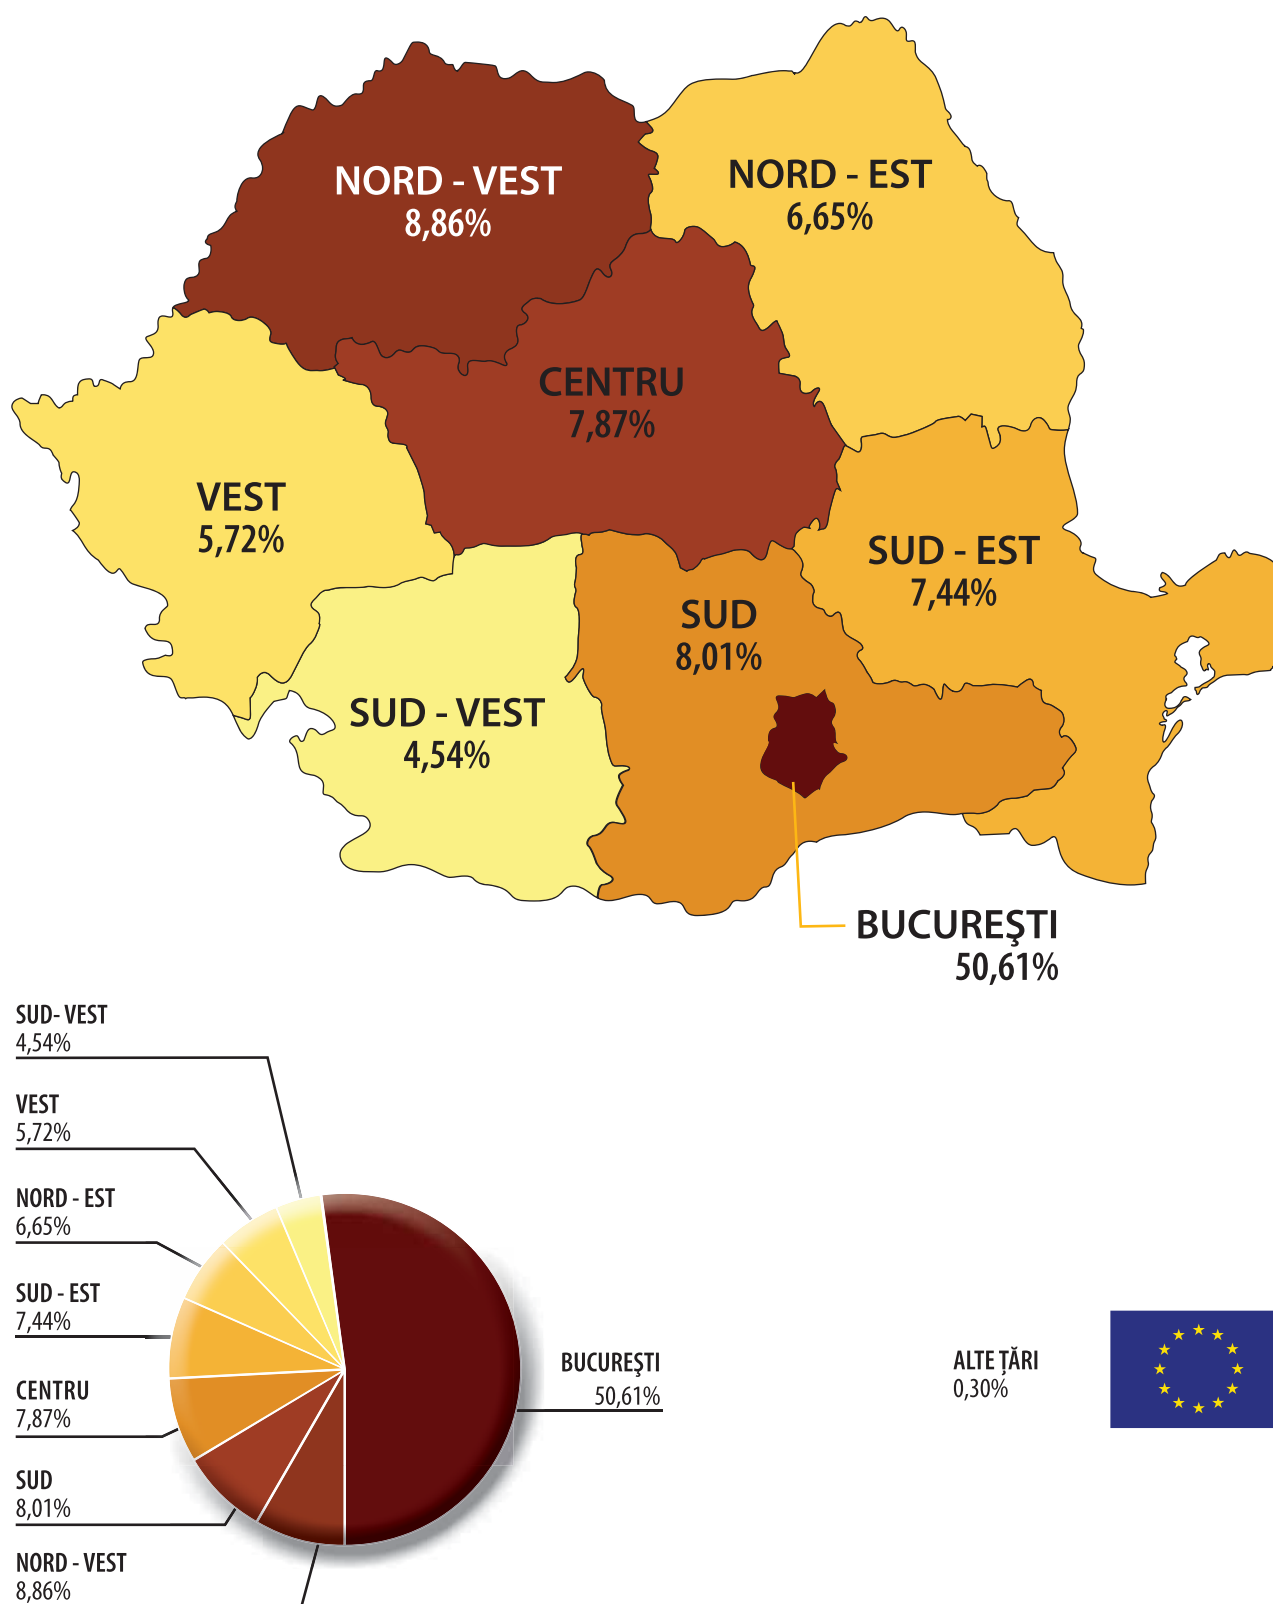 NORD - VEST
8,86%
NORD - EST
6,65%
CENTRU
7,87%
VEST
5,72%
SUD - EST
7,44%
SUD
8,01%
SUD - VEST
4,54%
BUCUREŞTI
50,61%
SUD- VEST
4,54%
VEST
5,72%
NORD - EST
6,65%
SUD - EST
7,44%
CENTRU
7,87%
SUD
8,01%
NORD - VEST
8,86%
BUCUREŞTI
50,61%
ALTE ŢĂRI
0,30%